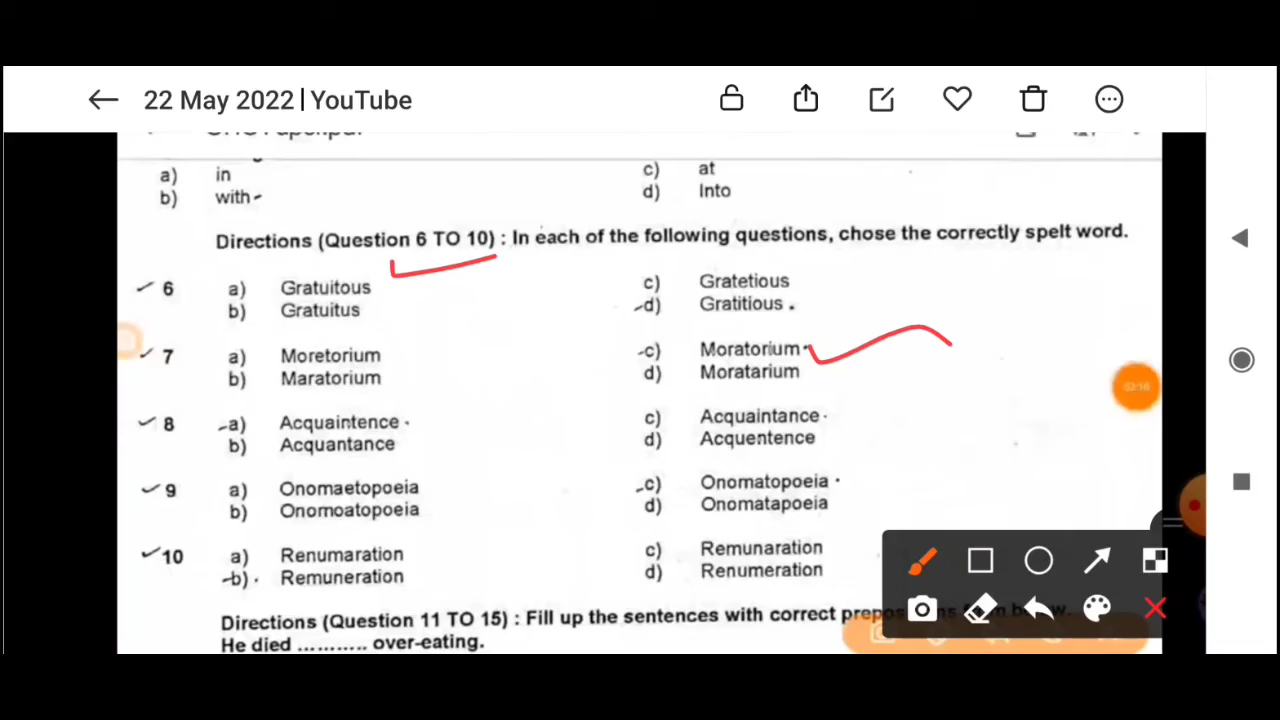 22 May 2022 | YouTube
a) in c) at
b) with d) Into
Directions (Question 6 TO 10) : In each of the following questions, chose the correctly spelt word.
6 a) Gratuitous c) Gratetious
b) Gratuitus d) Gratitious
7 a) Moretorium c) Moratorium
b) Maratorium d) Moratarium
8 a) Acquaintence c) Acquaintance
b) Acquantance d) Acquentence
9 a) Onomaetopoeia c) Onomatopoeia
b) Onomoatopoeia d) Onomatapoeia
10 a) Renumaration c) Remunaration
b) Remuneration d) Renumeration
Directions (Question 11 TO 15) : Fill up the sentences with correct
He died ........... over-eating.